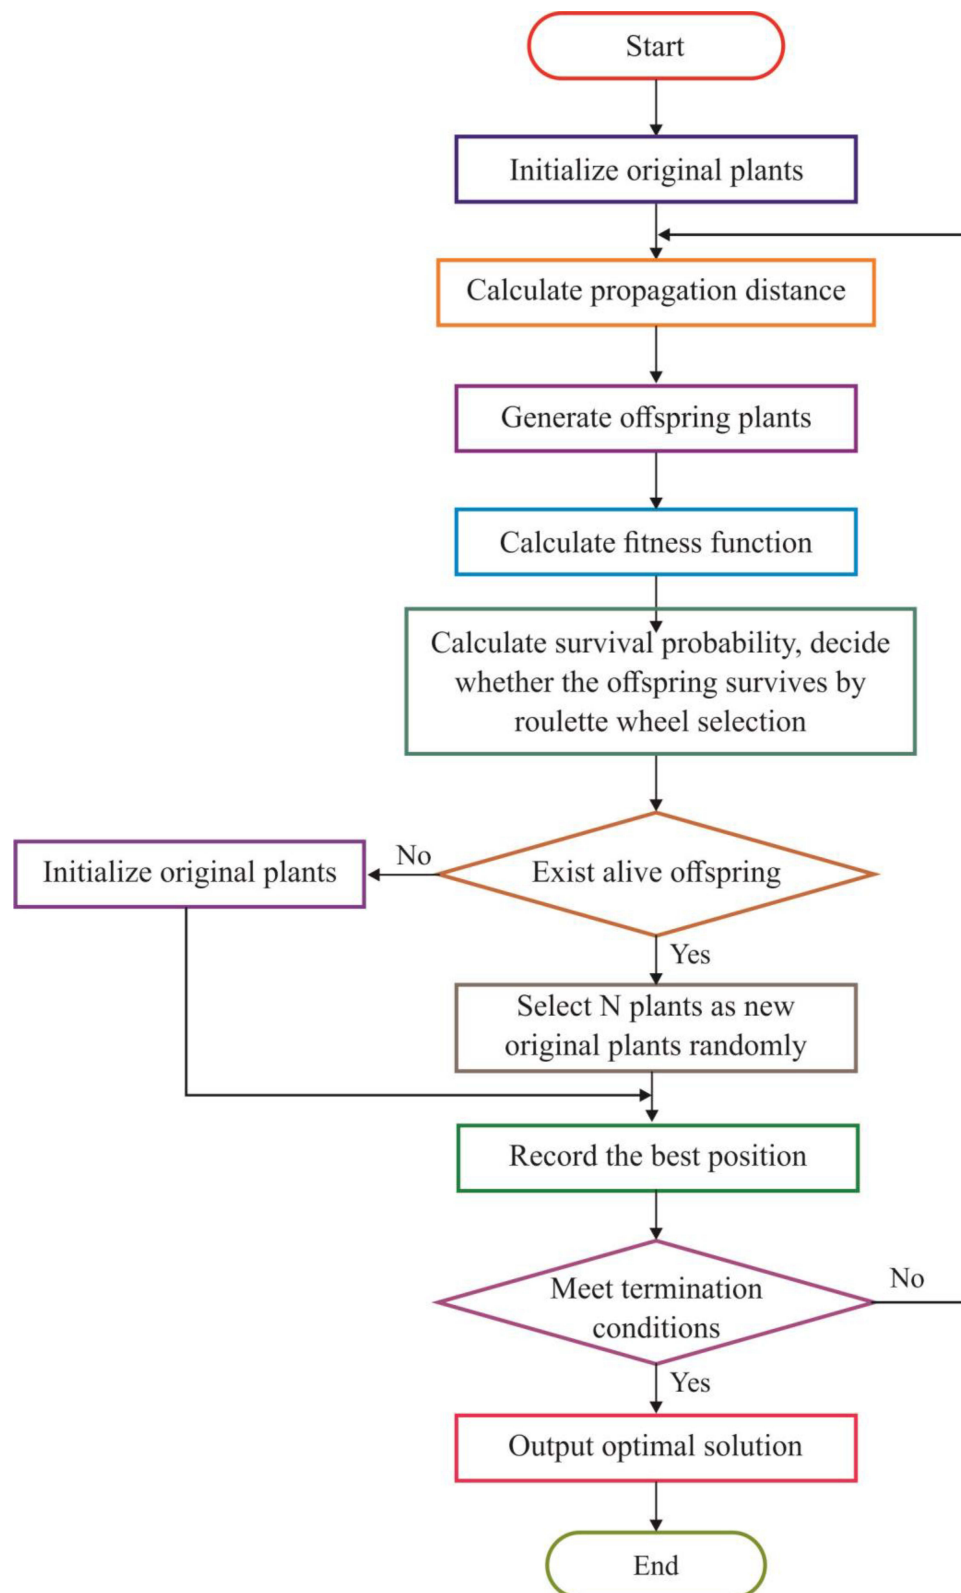 Start
Initialize original plants
Calculate propagation distance
Generate offspring plants
Calculate fitness function
Calculate survival probability, decide
whether the offspring survives by
roulette wheel selection
Exist alive offspring
No
Initialize original plants
Yes
Select N plants as new
original plants randomly
Record the best position
Meet termination
conditions
No
Yes
Output optimal solution
End